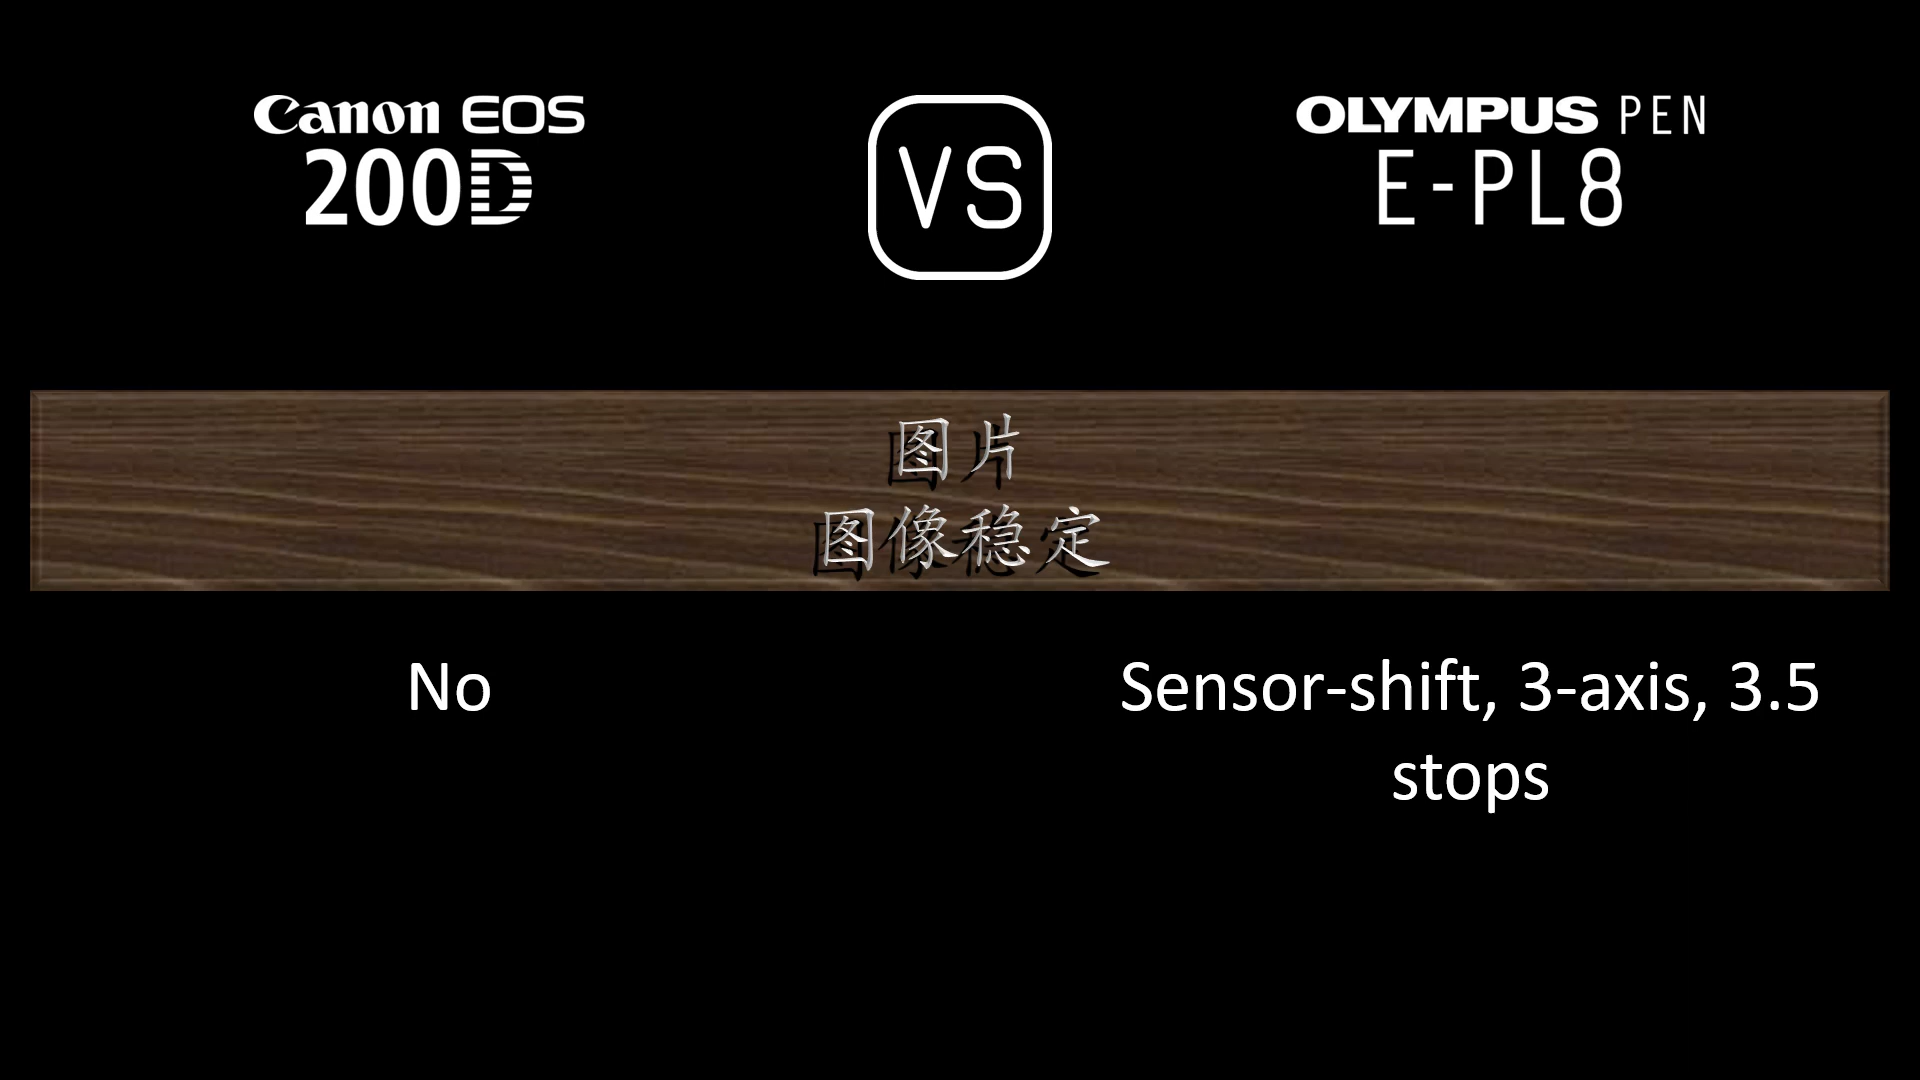 Canon EOS
200D
VS
OLYMPUS PEN
E-PL8
图片
图像稳定
No
Sensor-shift, 3-axis, 3.5
stops